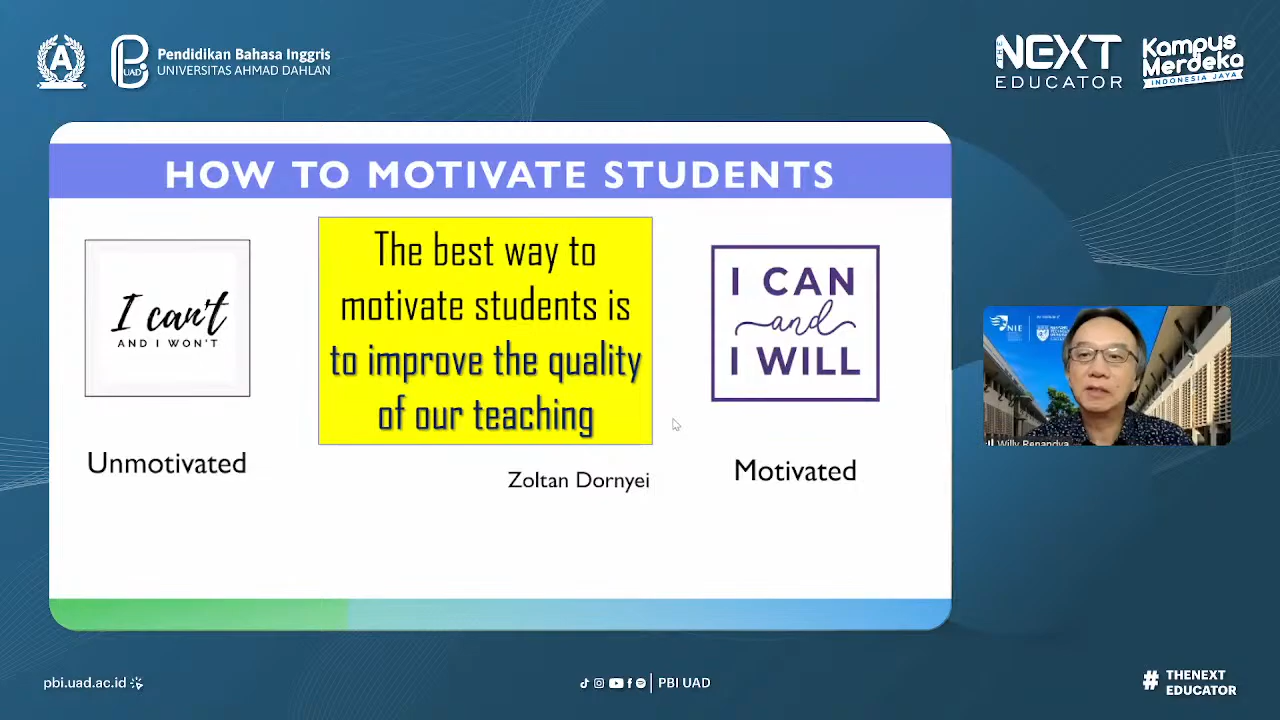 A
UAD
Pendidikan Bahasa Inggris
UNIVERSITAS AHMAD DAHLAN
THE NEXT
EDUCATOR
Kampus
Merdeka
INDONESIA JAYA
HOW TO MOTIVATE STUDENTS
I can't
AND I WON'T
Unmotivated
The best way to
motivate students is
to improve the quality
of our teaching
Zoltan Dornyei
I CAN
and
I WILL
Motivated
NIE
Willy Renandya
pbi.uad.ac.id
PBI UAD
# THENEXT
EDUCATOR